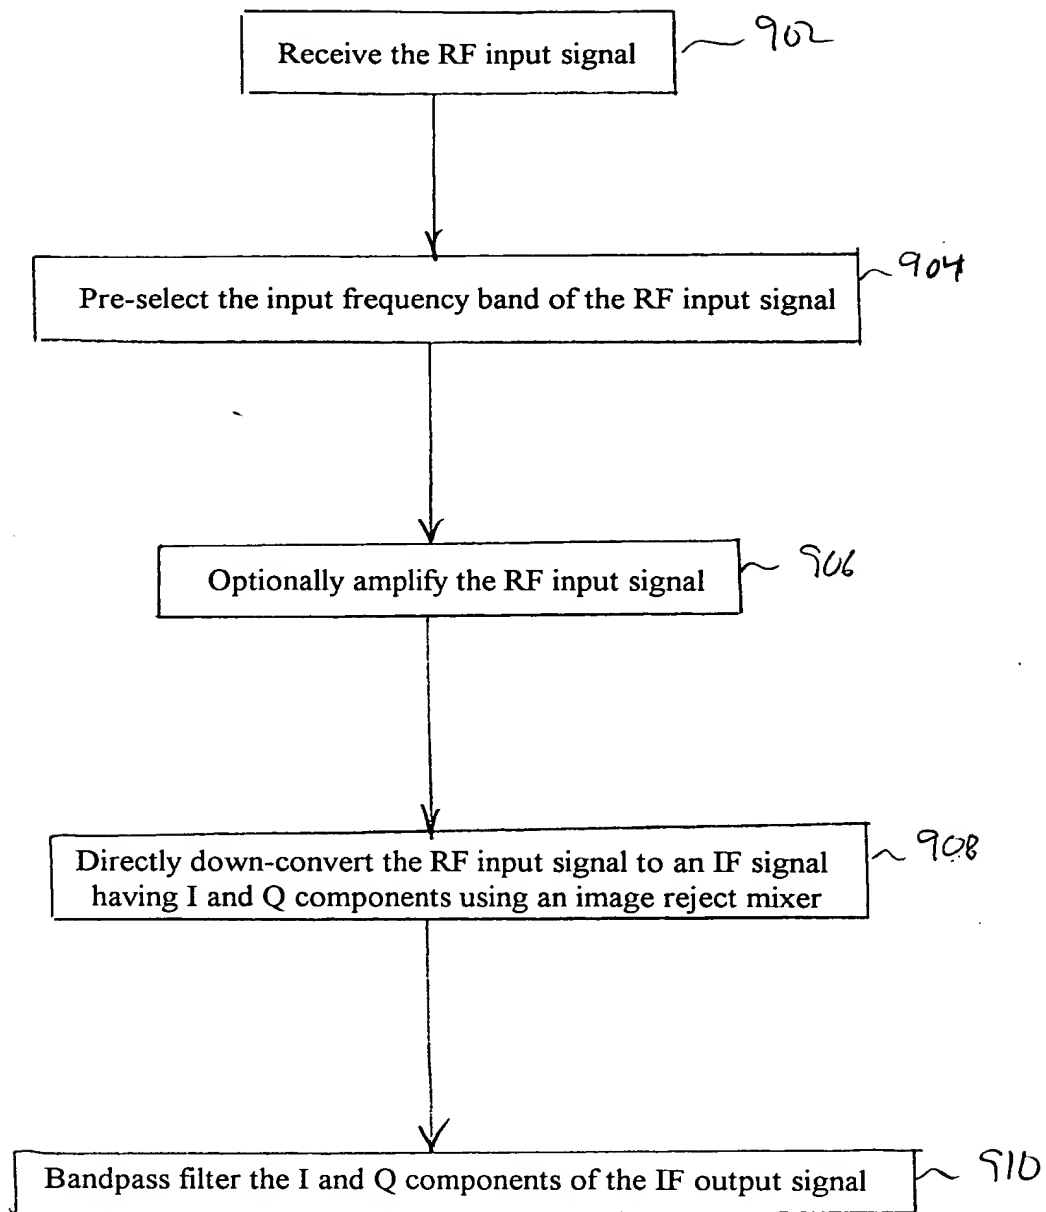 Receive the RF input signal
902
Pre-select the input frequency band of the RF input signal
904
Optionally amplify the RF input signal
906
Directly down-convert the RF input signal to an IF signal
having I and Q components using an image reject mixer
908
Bandpass filter the I and Q components of the IF output signal
910